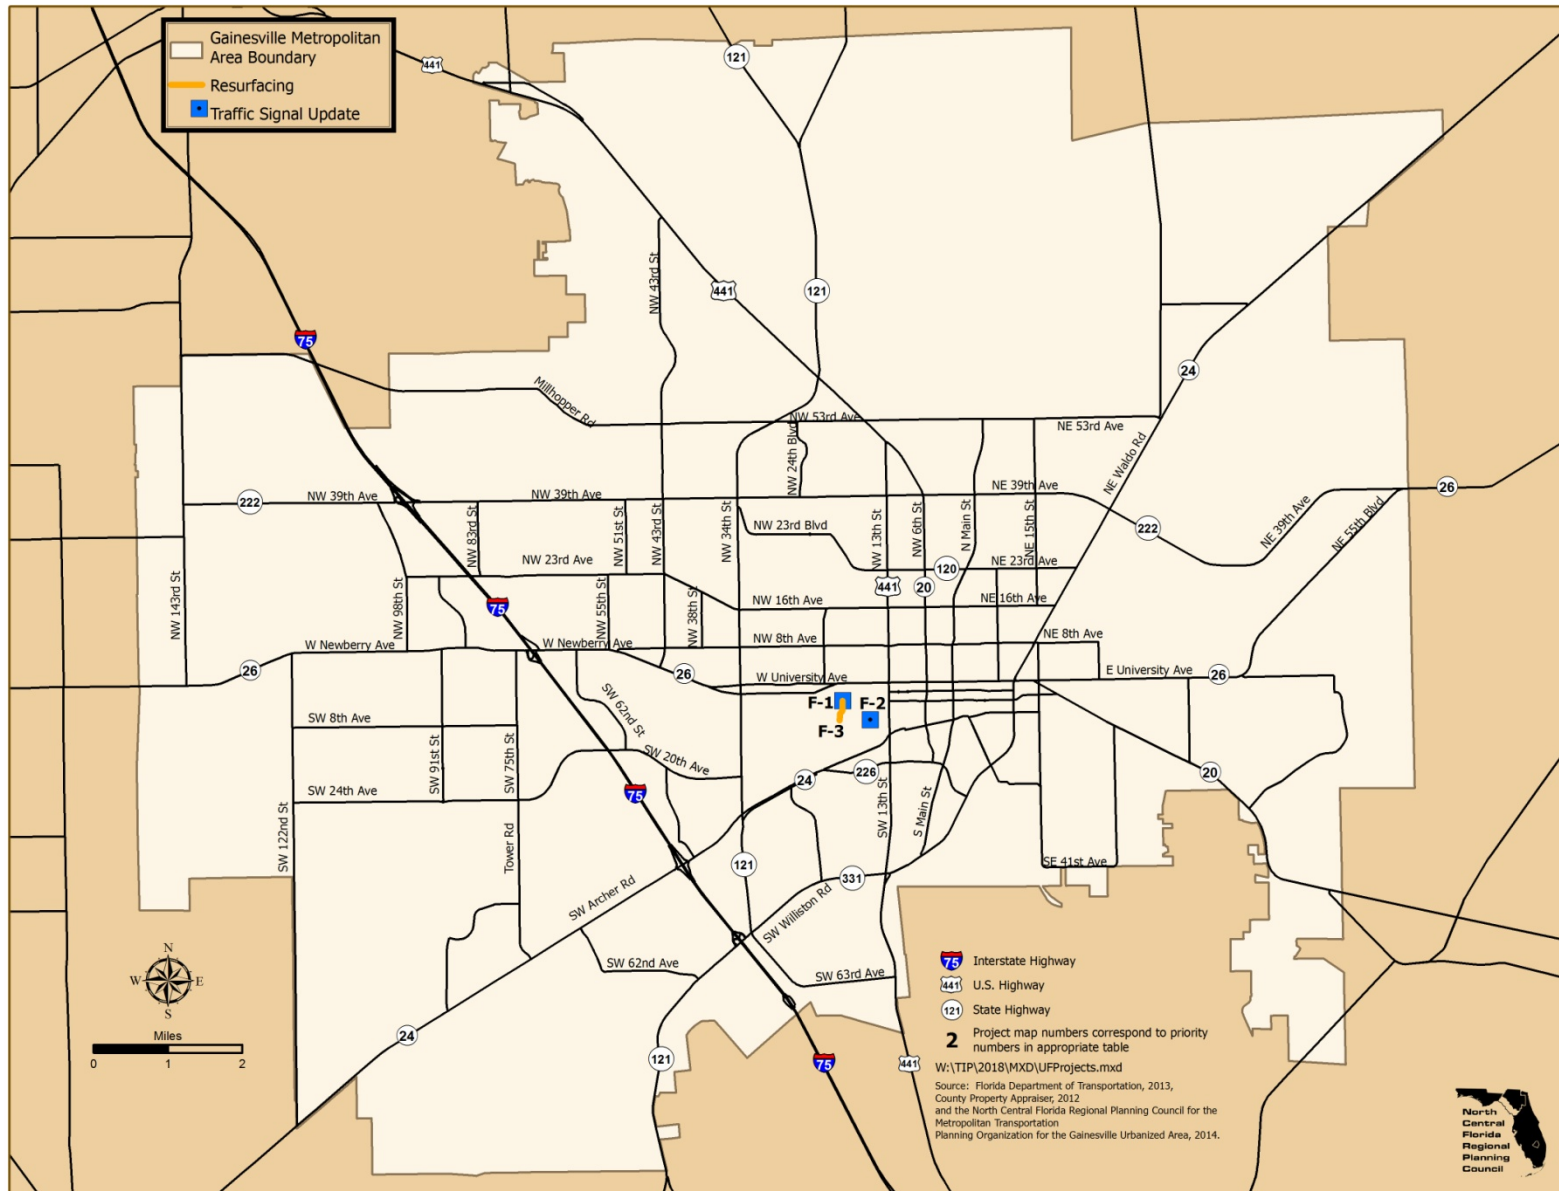 Gainesville Metropolitan
Area Boundary
Resurfacing
Traffic Signal Update
441
121
441
121
75
NW 43rd St
24
Millhopper Rd
NW 53rd Ave
NE 53rd Ave
NW 24th Blvd
NE Waldo Rd
222
NW 39th Ave
NW 39th Ave
NE 39th Ave
26
222
NE 39th Ave
NE 55th Blvd
NW 83rd St
NW 51st St
NW 43rd St
NW 34th St
NW 23rd Blvd
NW 13th St
NW 6th St
N Main St
NE 15th St
NW 23rd Ave
120
NE 23rd Ave
441
20
NW 143rd St
NW 98th St
75
NW 55th St
NW 38th St
NW 16th Ave
NE 16th Ave
W Newberry Ave
W Newberry Ave
NW 8th Ave
NE 8th Ave
26
26
W University Ave
E University Ave
26
F-1
F-2
F-3
SW 8th Ave
SW 62nd St
SW 91st St
SW 75th St
SW 20th Ave
24
226
20
SW 24th Ave
75
SW 13th St
S Main St
SW 122nd St
Tower Rd
121
331
SE 41st Ave
SW Archer Rd
SW Williston Rd
SW 62nd Ave
SW 63rd Ave
24
121
75
441
N
W
E
S
Miles
0
1
2
75 Interstate Highway
441 U.S. Highway
121 State Highway
2 Project map numbers correspond to priority
numbers in appropriate table
W:\TIP\2018\MXD\UFProjects.mxd
Source: Florida Department of Transportation, 2013,
County Property Appraiser, 2012
and the North Central Florida Regional Planning Council for the
Metropolitan Transportation
Planning Organization for the Gainesville Urbanized Area, 2014.
North
Central
Florida
Regional
Planning
Council